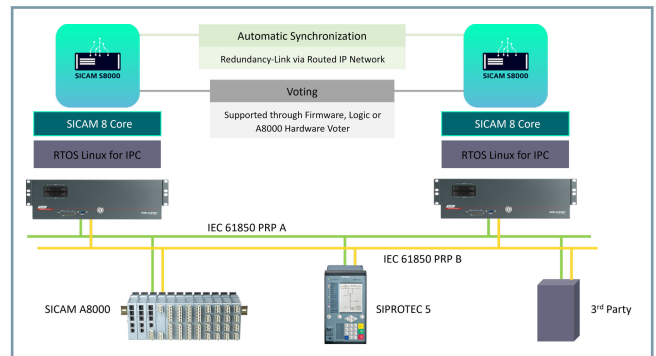 Automatic Synchronization
Redundancy-Link via Routed IP Network
SICAM S8000
SICAM S8000
Voting
Supported through Firmware, Logic or
A8000 Hardware Voter
SICAM 8 Core
SICAM 8 Core
RTOS Linux for IPC
RTOS Linux for IPC
IEC 61850 PRP A
IEC 61850 PRP B
SICAM A8000
SIPROTEC 5
3rd Party